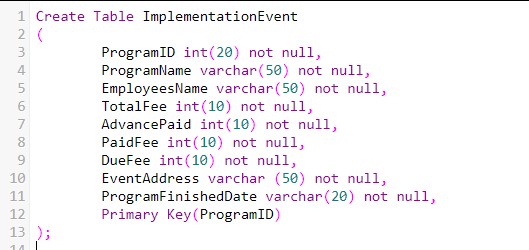 1 Create Table ImplementationEvent
2 (
3 ProgramID int(20) not null,
4 ProgramName varchar(50) not null,
5 EmployeesName varchar(50) not null,
6 TotalFee int(10) not null,
7 AdvancePaid int(10) not null,
8 PaidFee int(10) not null,
9 DueFee int(10) not null,
10 EventAddress varchar (50) not null,
11 ProgramFinishedDate varchar(20) not null,
12 Primary Key(ProgramID)
13 );
14